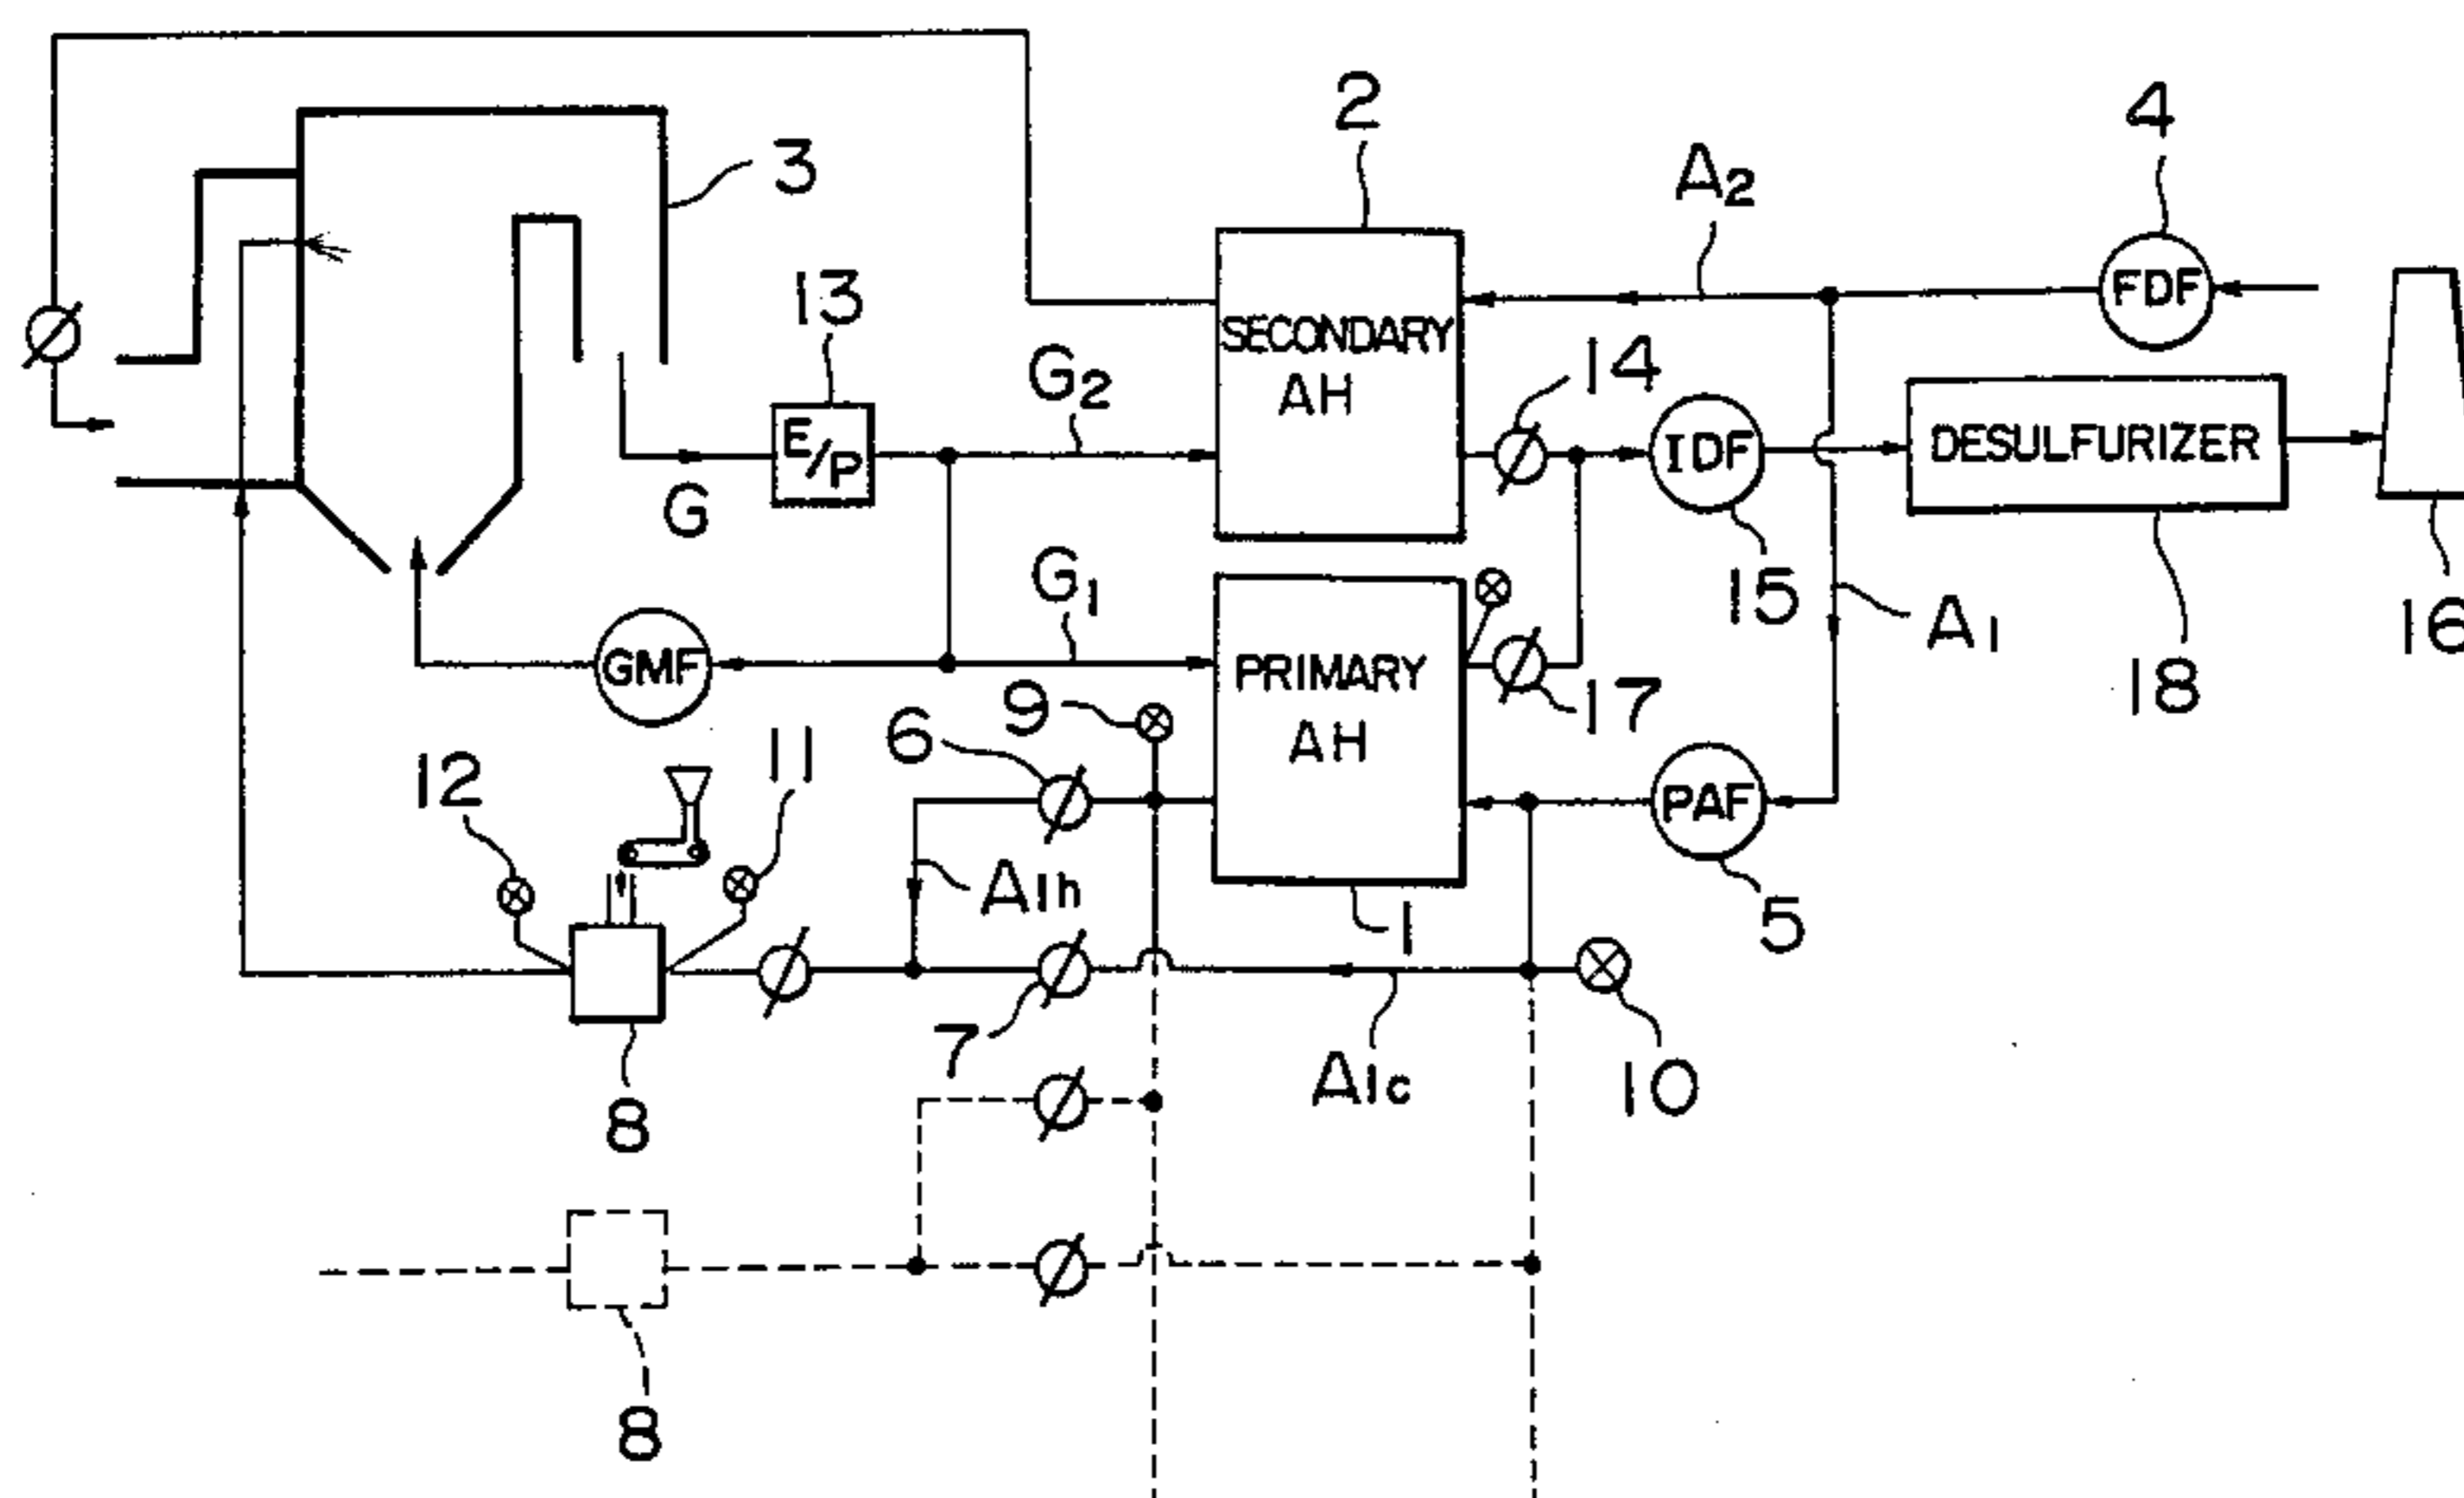 2
4
3
A2
13
SECONDARY
AH
FDF
14
G2
E/P
IDF
DESULFURIZER
G
G1
15
A1
16
18
GMF
PRIMARY
AH
17
9
6
12
11
PAF
A1h
1
5
7
A1c
10
8
8